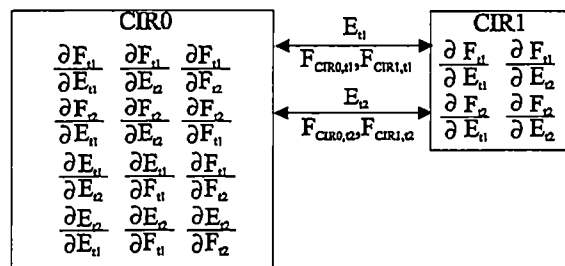 CIR0
∂F_t1/∂E_t1 ∂F_t1/∂E_t2 ∂F_t1/∂F_t2
∂F_t2/∂E_t1 ∂F_t2/∂E_t2 ∂F_t2/∂F_t1
∂E_t1/∂E_t2 ∂E_t1/∂F_t1 ∂F_t1/∂F_t2
∂E_t2/∂E_t1 ∂E_t2/∂F_t1 ∂E_t2/∂F_t2
E_t1
F_CIR0,t1,F_CIR1,t1
E_t2
F_CIR0,t2,F_CIR1,t2
CIR1
∂F_t1/∂E_t1 ∂F_t1/∂E_t2
∂F_t2/∂E_t1 ∂F_t2/∂E_t2